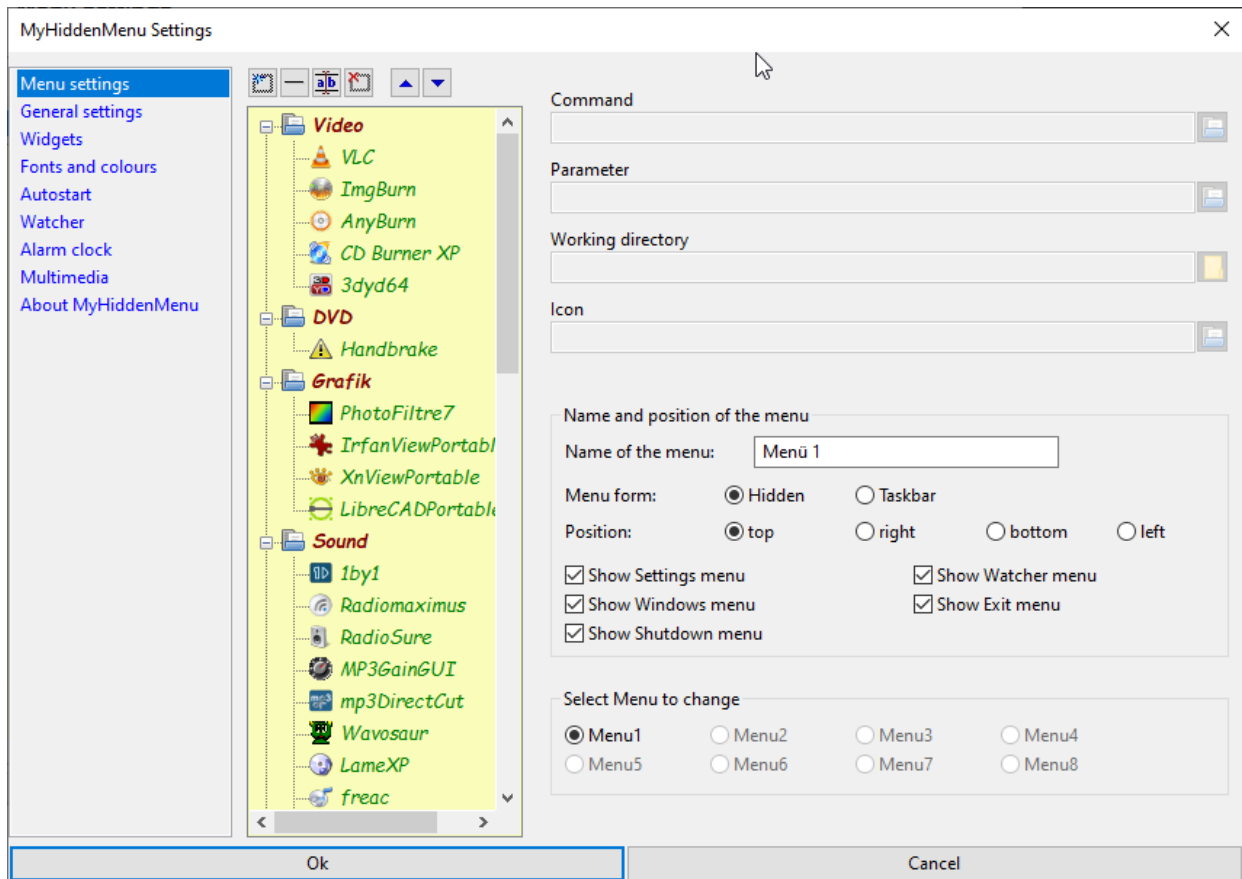 MyHiddenMenu Settings
Menu settings
General settings
Widgets
Fonts and colours
Autostart
Watcher
Alarm clock
Multimedia
About MyHiddenMenu
a b
Video
VLC
ImgBurn
AnyBurn
CD Burner XP
3dyd64
DVD
Handbrake
Grafik
PhotoFiltre7
IrfanViewPortabl
XnViewPortable
LibreCADPortable
Sound
1by1
Radiomaximus
RadioSure
MP3GainGUI
mp3DirectCut
Wavosaur
LameXP
freac
Command
Parameter
Working directory
Icon
Name and position of the menu
Name of the menu: Menü 1
Menu form: Hidden Taskbar
Position: top right bottom left
Show Settings menu Show Watcher menu
Show Windows menu Show Exit menu
Show Shutdown menu
Select Menu to change
Menu1 Menu2 Menu3 Menu4
Menu5 Menu6 Menu7 Menu8
Ok Cancel